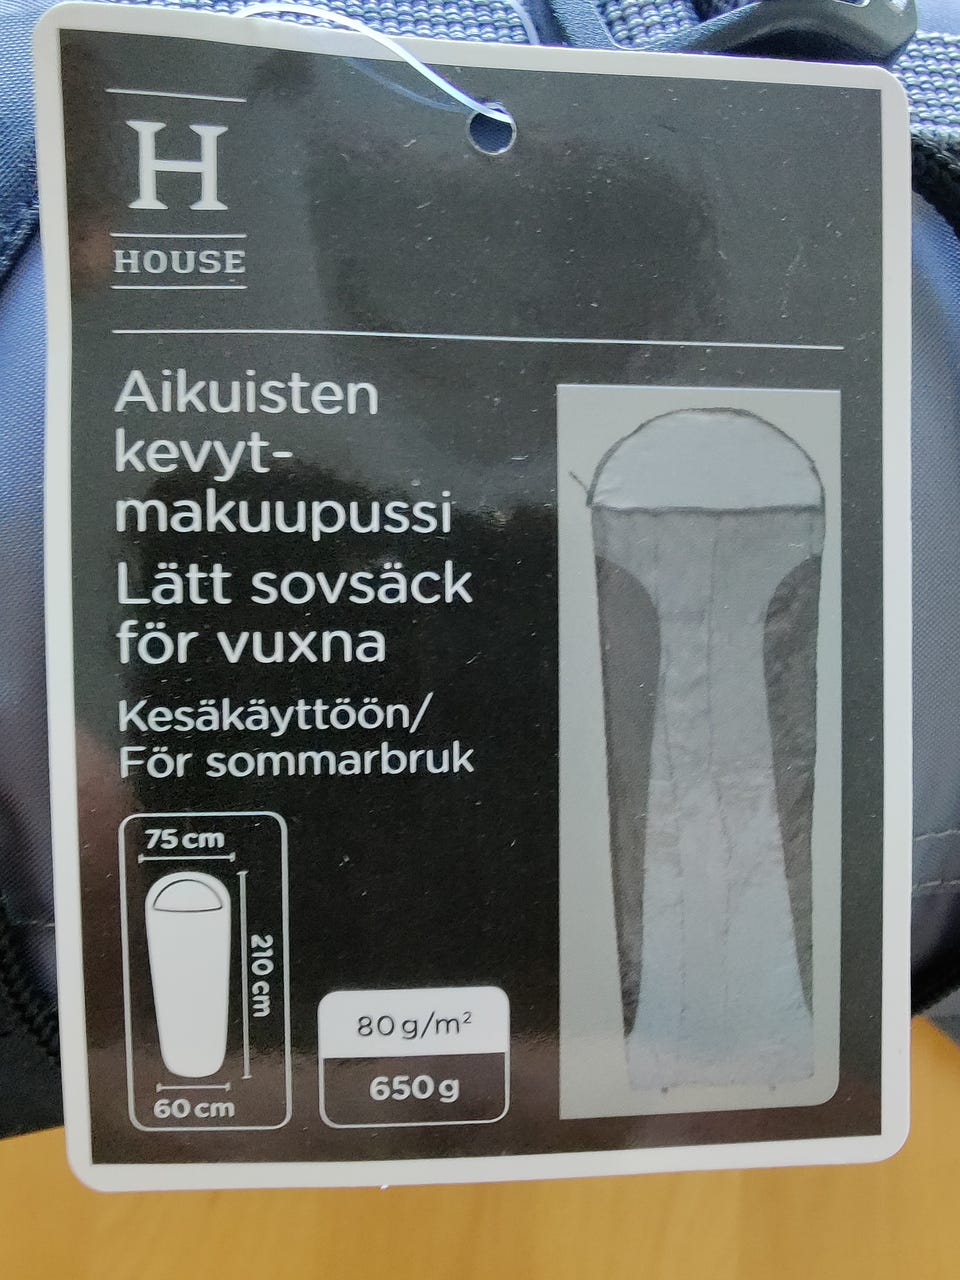 H
HOUSE
Aikuisten
kevyt-
makuupussi
Lätt sovsäck
för vuxna
Kesäkäyttöön/
För sommarbruk
75 cm
210 cm
60 cm
80 g/m²
650 g